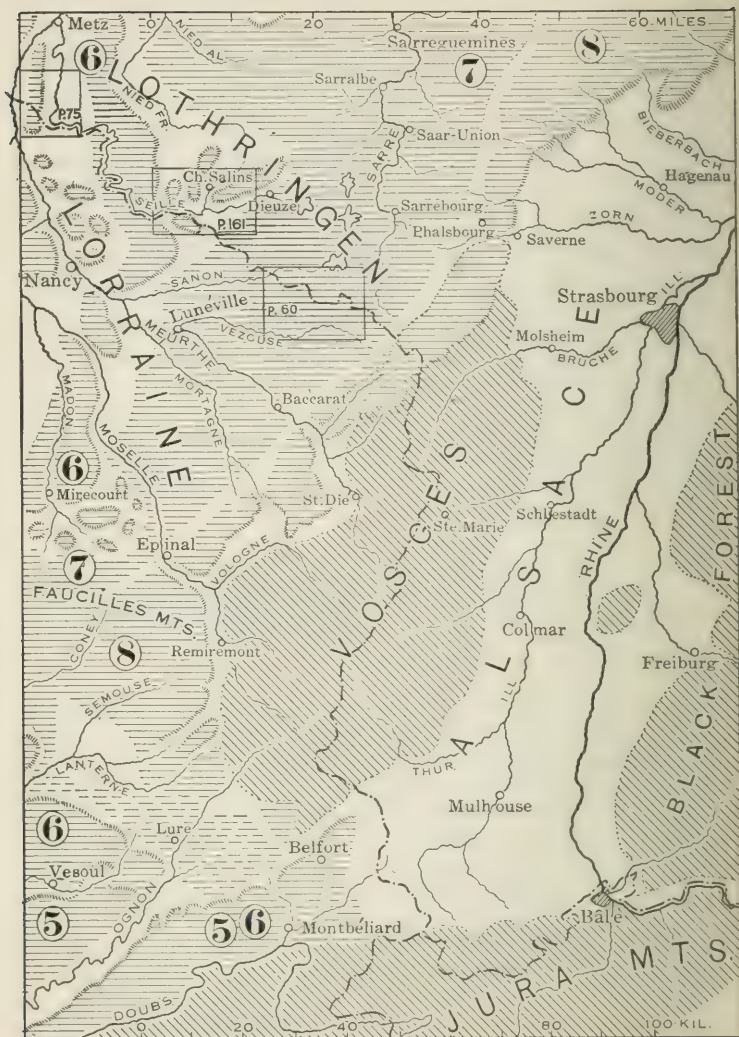 Metz
0
20
40
60 MILES.
NIED AL.
Sarreguemines
6
7
8
LOTHRINGEN
NIED FR.
Sarralbe
P. 75
SARRE
Saar-Union
BIEBERBACH
Hagenau
MODER
Ch. Salins
Dieuze
SEILLE
P. 161
Sarrebourg
Phalsbourg
ZORN
Saverne
LORRAINE
Nancy
SANON
Lunéville
P. 60
VEZOUSE
MEURTHE
MORTAGNE
Strasbourg
ILL
Molsheim
BRUCHE
ALSACE
MADON
MOSELLE
Baccarat
6
Mirecourt
St. Die
VOSGES
Ste. Marie
Schlestadt
RHINE
BLACK FOREST
Epinal
VOLOGNE
7
FAUCILLES MTS.
CONEY
8
Remiremont
Colmar
Freiburg
SEMOUSE
ILL
LANTERNE
THUR
Mulhouse
6
Lure
Belfort
Vesoul
5
OGNON
5
6
Montbéliard
Bâle
DOUBS
JURA MTS.
0
20
40
80
100 KIL.